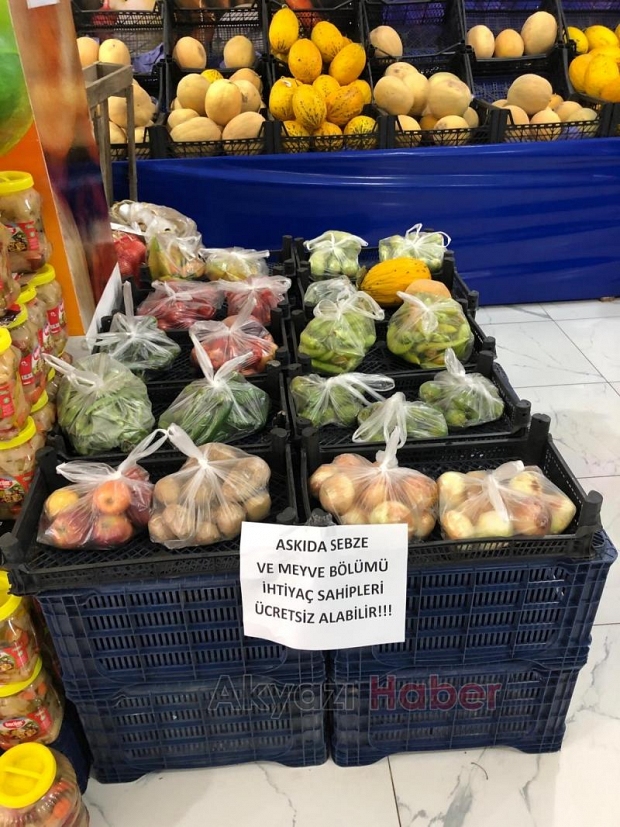 ASKIDA SEBZE
VE MEYVE BÖLÜMÜ
İHTİYAÇ SAHİPLERİ
ÜCRETSİZ ALABİLİR!!!
Akyazı Haber